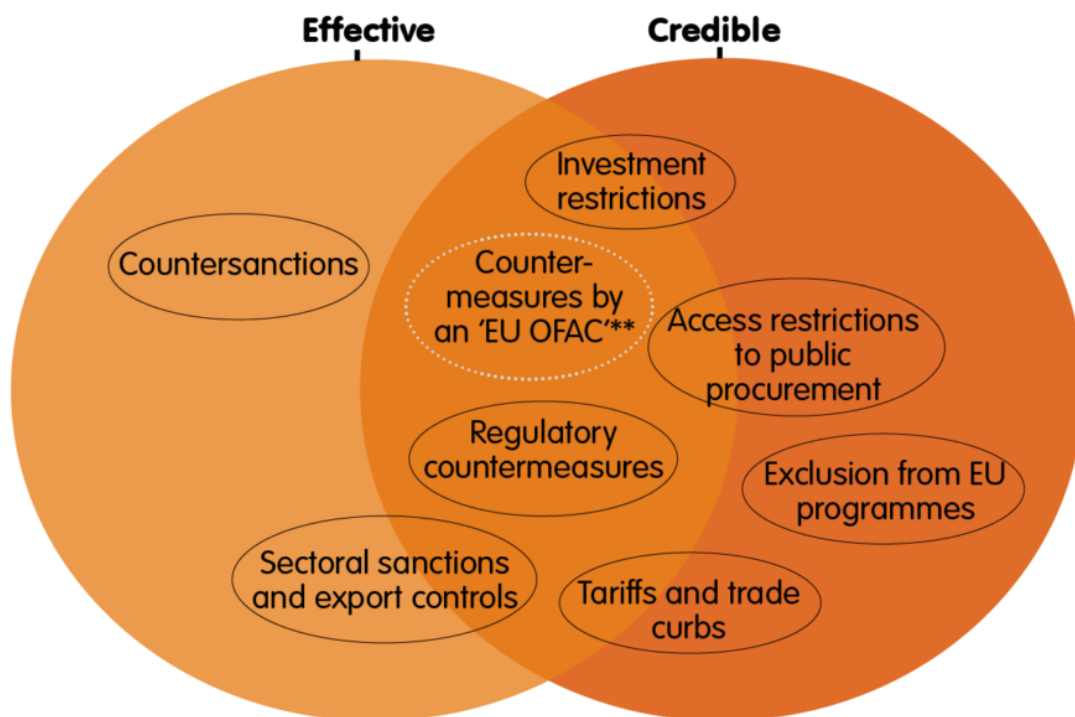 Effective
Credible
Investment
restrictions
Countersanctions
Counter-
measures by
an ‘EU OFAC’**
Access restrictions
to public
procurement
Regulatory
countermeasures
Exclusion from EU
programmes
Sectoral sanctions
and export controls
Tariffs and trade
curbs